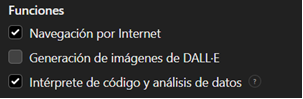 Funciones
Navegación por Internet
Generación de imágenes de DALL·E
Intérprete de código y análisis de datos ?